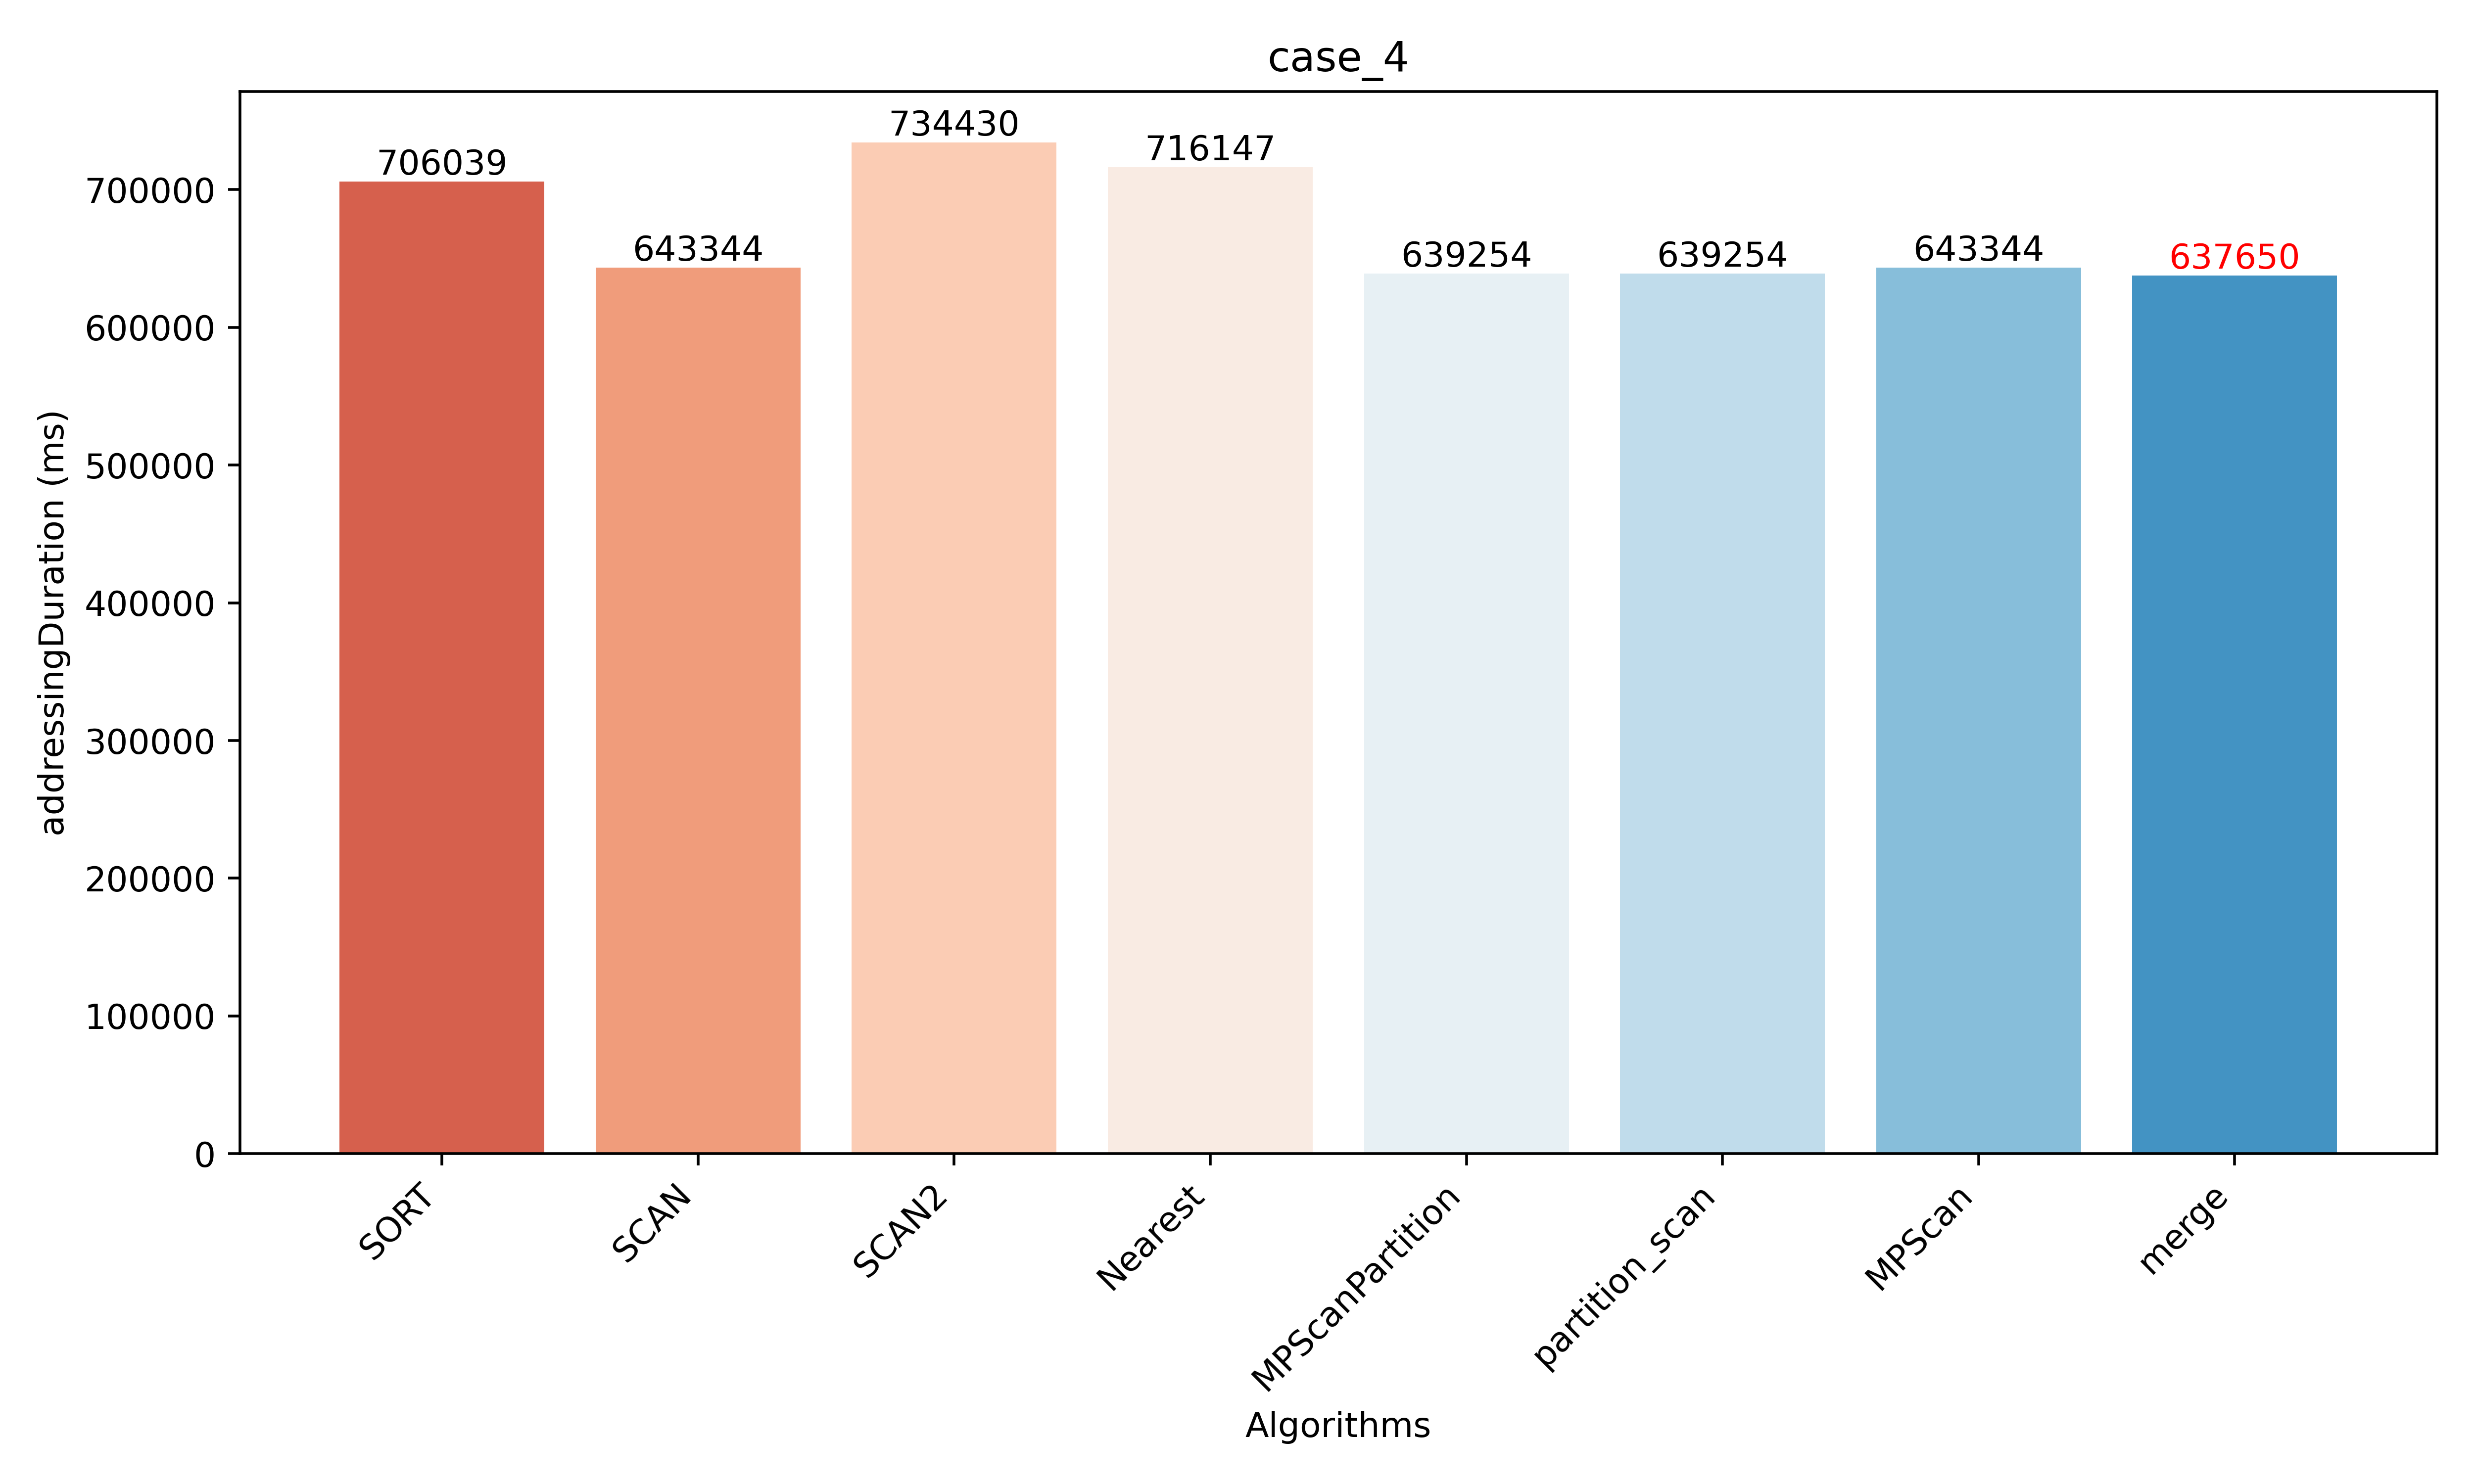 case_4
734430
716147
706039
643344
639254
639254
643344
637650
addressingDuration (ms)
700000
600000
500000
400000
300000
200000
100000
0
SORT
SCAN
SCAN2
Nearest
MPScanPartition
partition_scan
MPScan
merge
Algorithms